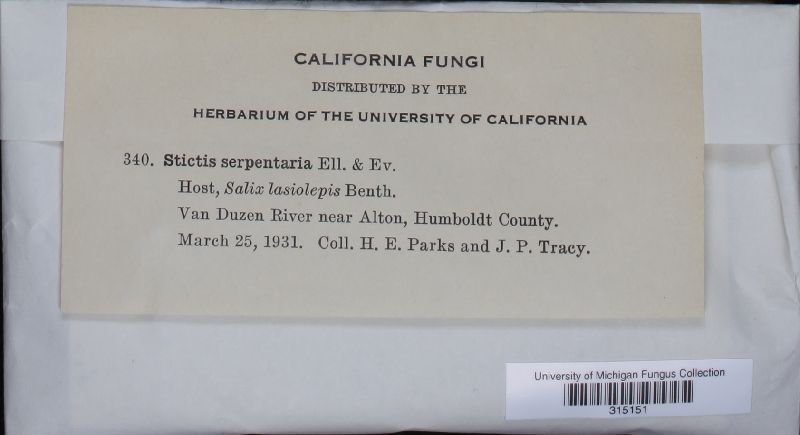 CALIFORNIA FUNGI
DISTRIBUTED BY THE
HERBARIUM OF THE UNIVERSITY OF CALIFORNIA
340. Stictis serpentaria Ell. & Ev.
Host, Salix lasiolepis Benth.
Van Duzen River near Alton, Humboldt County.
March 25, 1931. Coll. H. E. Parks and J. P. Tracy.
University of Michigan Fungus Collection
315151